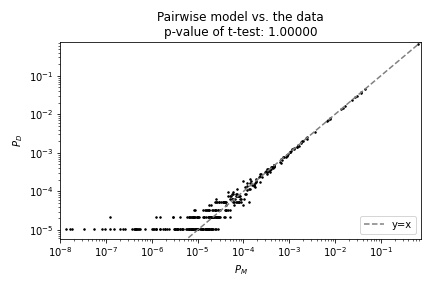 Pairwise model vs. the data
p-value of t-test: 1.00000
P_D
10^{-1}
10^{-2}
10^{-3}
10^{-4}
10^{-5}
y=x
10^{-8} 10^{-7} 10^{-6} 10^{-5} 10^{-4} 10^{-3} 10^{-2} 10^{-1}
P_M